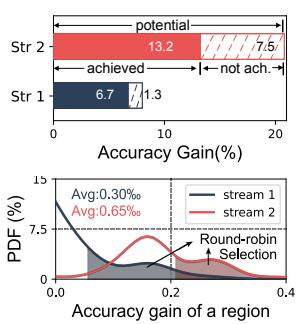 potential
Str 2
13.2
7.5
achieved
not ach.
Str 1
6.7
1.3
0
10
20
Accuracy Gain(%)
15
7.5
0
PDF (%)
Avg:0.30‰
Avg:0.65‰
stream 1
stream 2
Round-robin
Selection
0.0
0.2
0.4
Accuracy gain of a region